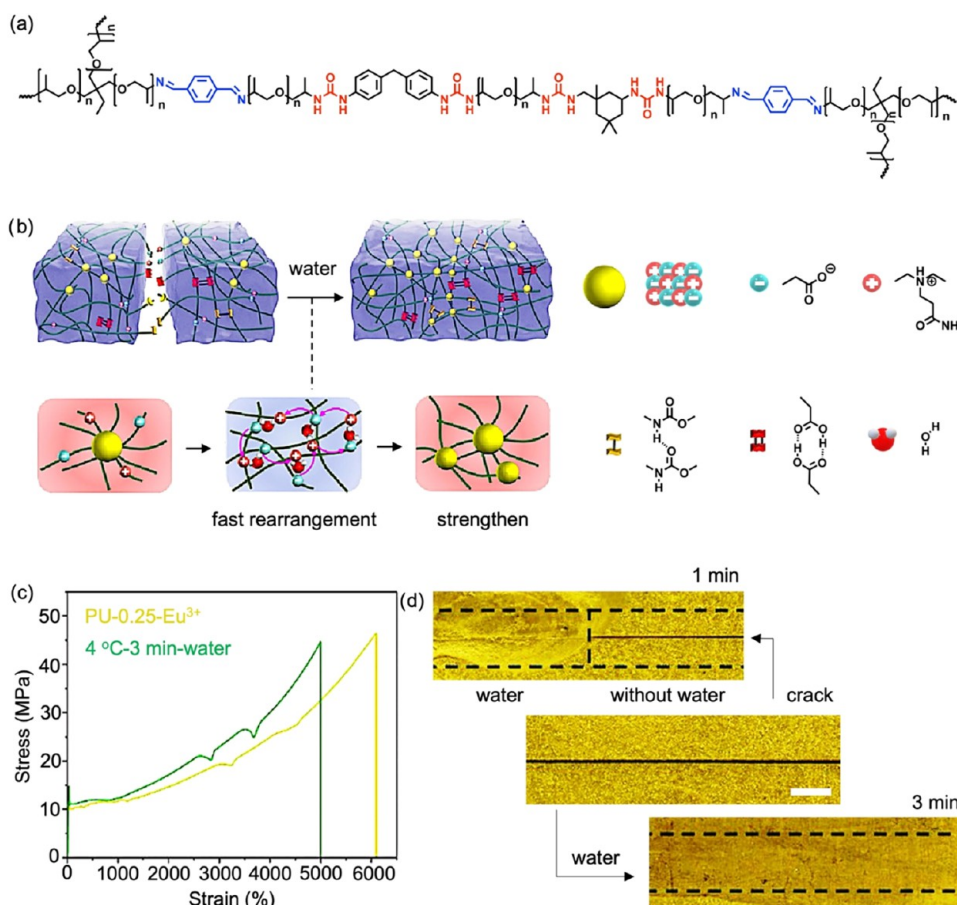 (a)
(b)
water
fast rearrangement
strengthen
(c)
PU-0.25-Eu³⁺
4 °C-3 min-water
Stress (MPa)
50
40
30
20
10
0
0 1000 2000 3000 4000 5000 6000
Strain (%)
(d)
1 min
water
without water
crack
3 min
water